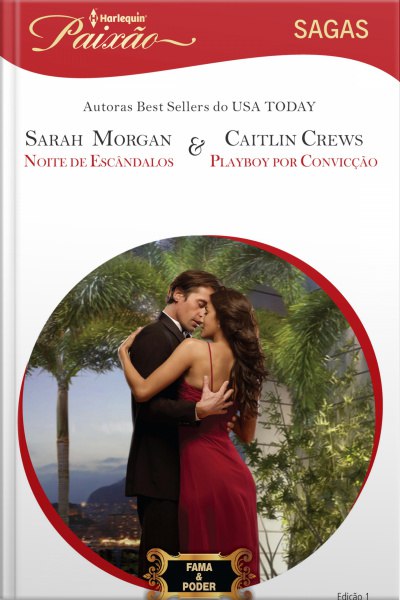 Harlequin®
Paixão
SAGAS
Autoras Best Sellers do USA TODAY
SARAH MORGAN & CAITLIN CREWS
NOITE DE ESCÂNDALOS PLAYBOY POR CONVICÇÃO
FAMA
&
PODER
Edição 1